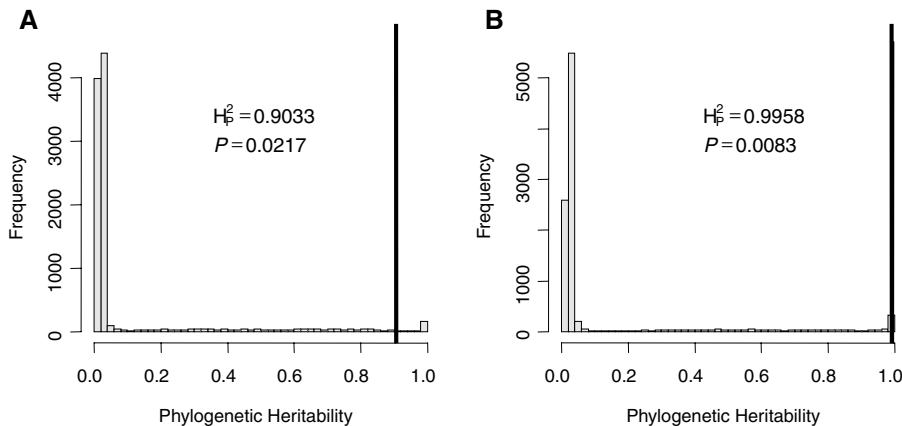 A
Frequency
4000
3000
2000
1000
0
H²P=0.9033
P=0.0217
0.0 0.2 0.4 0.6 0.8 1.0
Phylogenetic Heritability
B
Frequency
5000
3000
1000
0
H²P=0.9958
P=0.0083
0.0 0.2 0.4 0.6 0.8 1.0
Phylogenetic Heritability